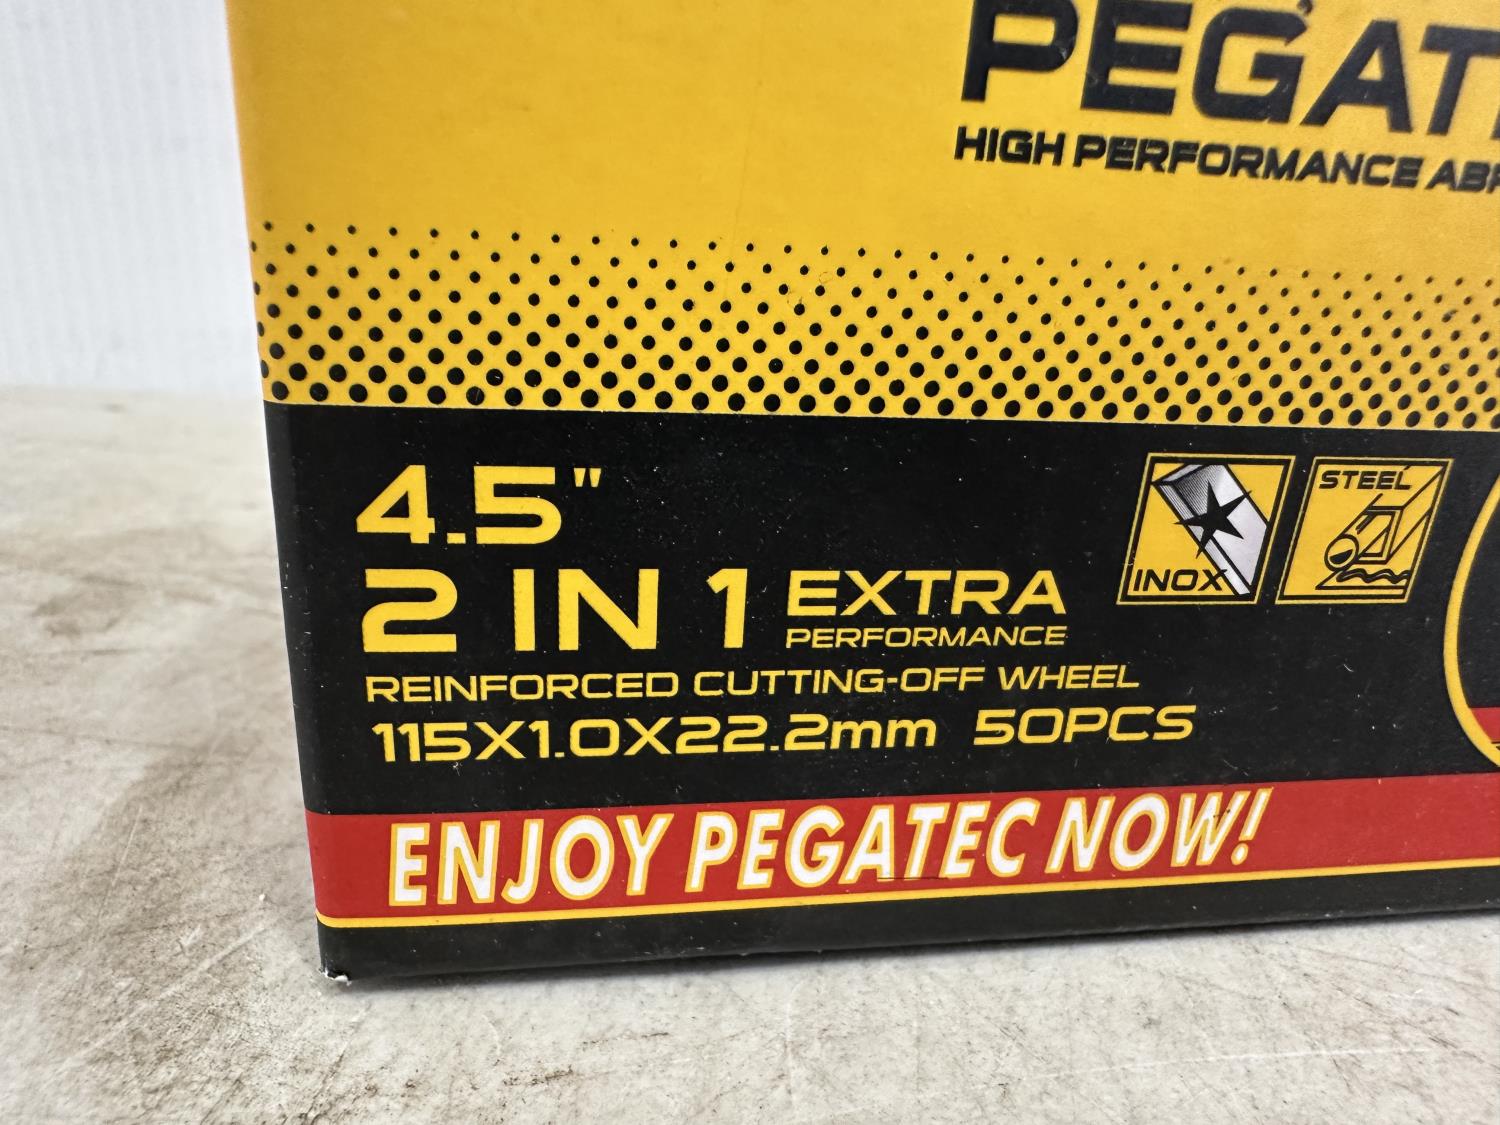 PEGAT
HIGH PERFORMANCE
4.5"
2 IN 1 EXTRA
PERFORMANCE
REINFORCED CUTTING-OFF WHEEL
115X1.0X22.2mm 50PCS
INOX
STEEL
ENJOY PEGATEC NOW!